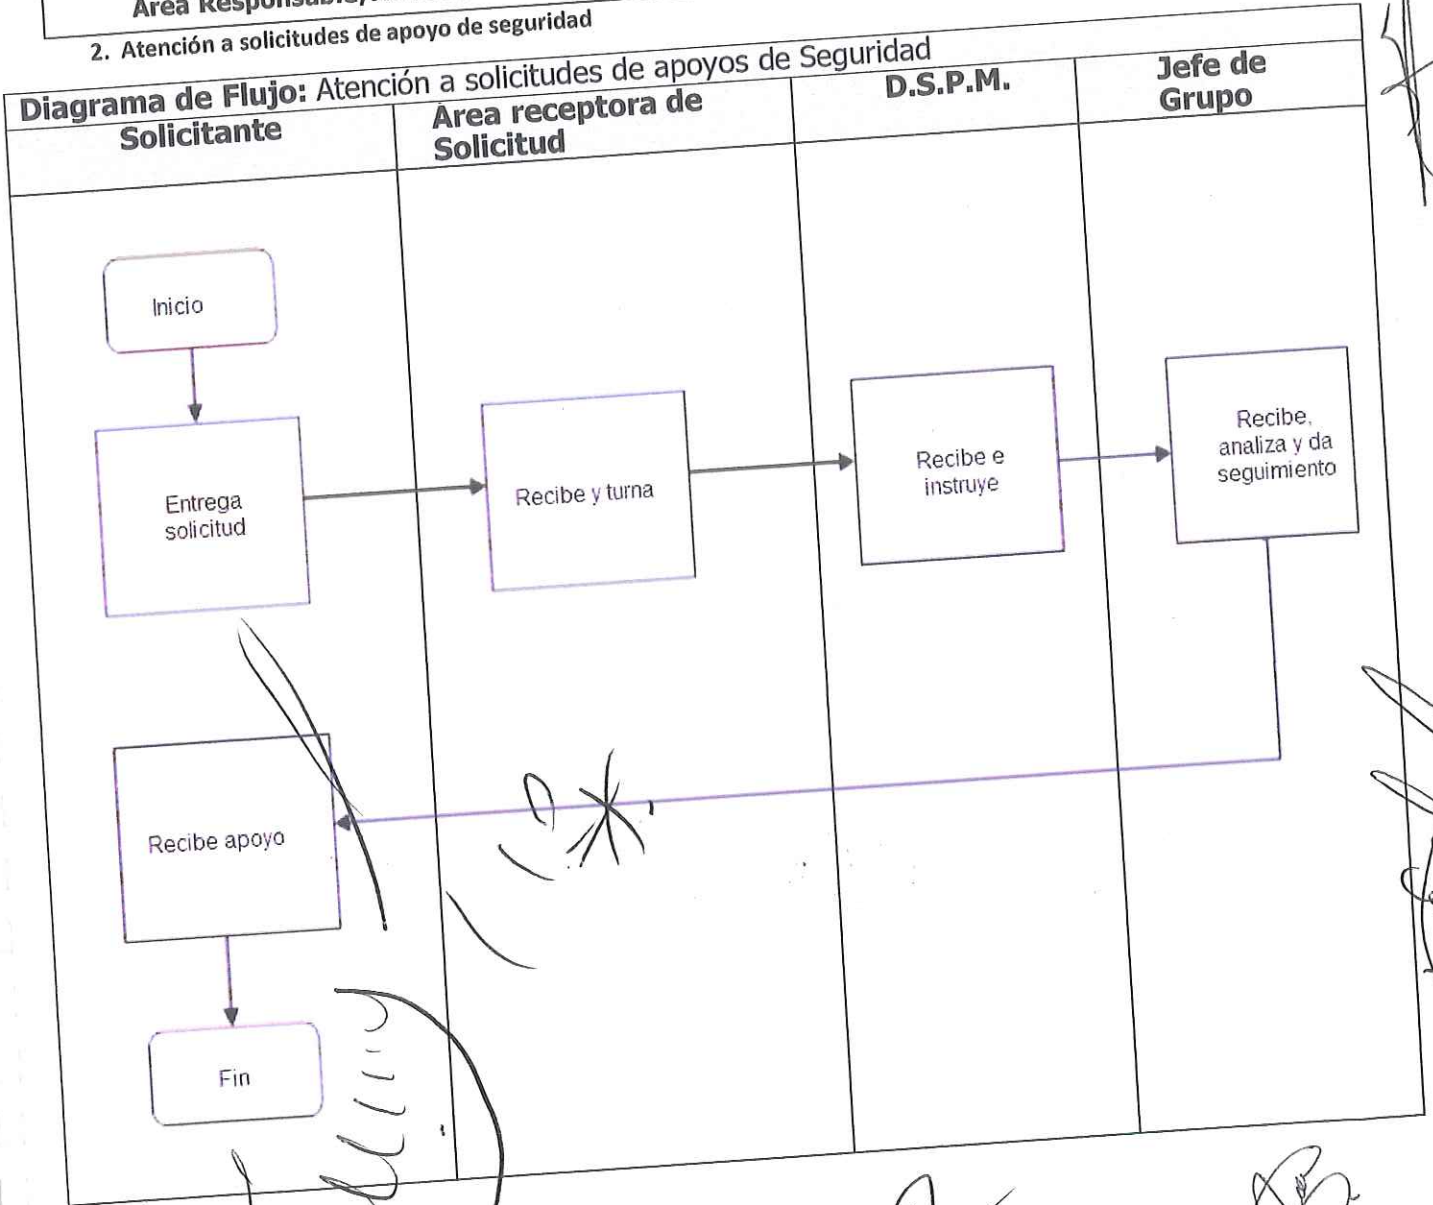 Área
2. Atención a solicitudes de apoyo de seguridad
Diagrama de Flujo: Atención a solicitudes de apoyos de Seguridad
Solicitante
Área receptora de
Solicitud
D.S.P.M.
Jefe de
Grupo
Inicio
Entrega
solicitud
Recibe y turna
Recibe e
instruye
Recibe,
analiza y da
seguimiento
Recibe apoyo
Fin